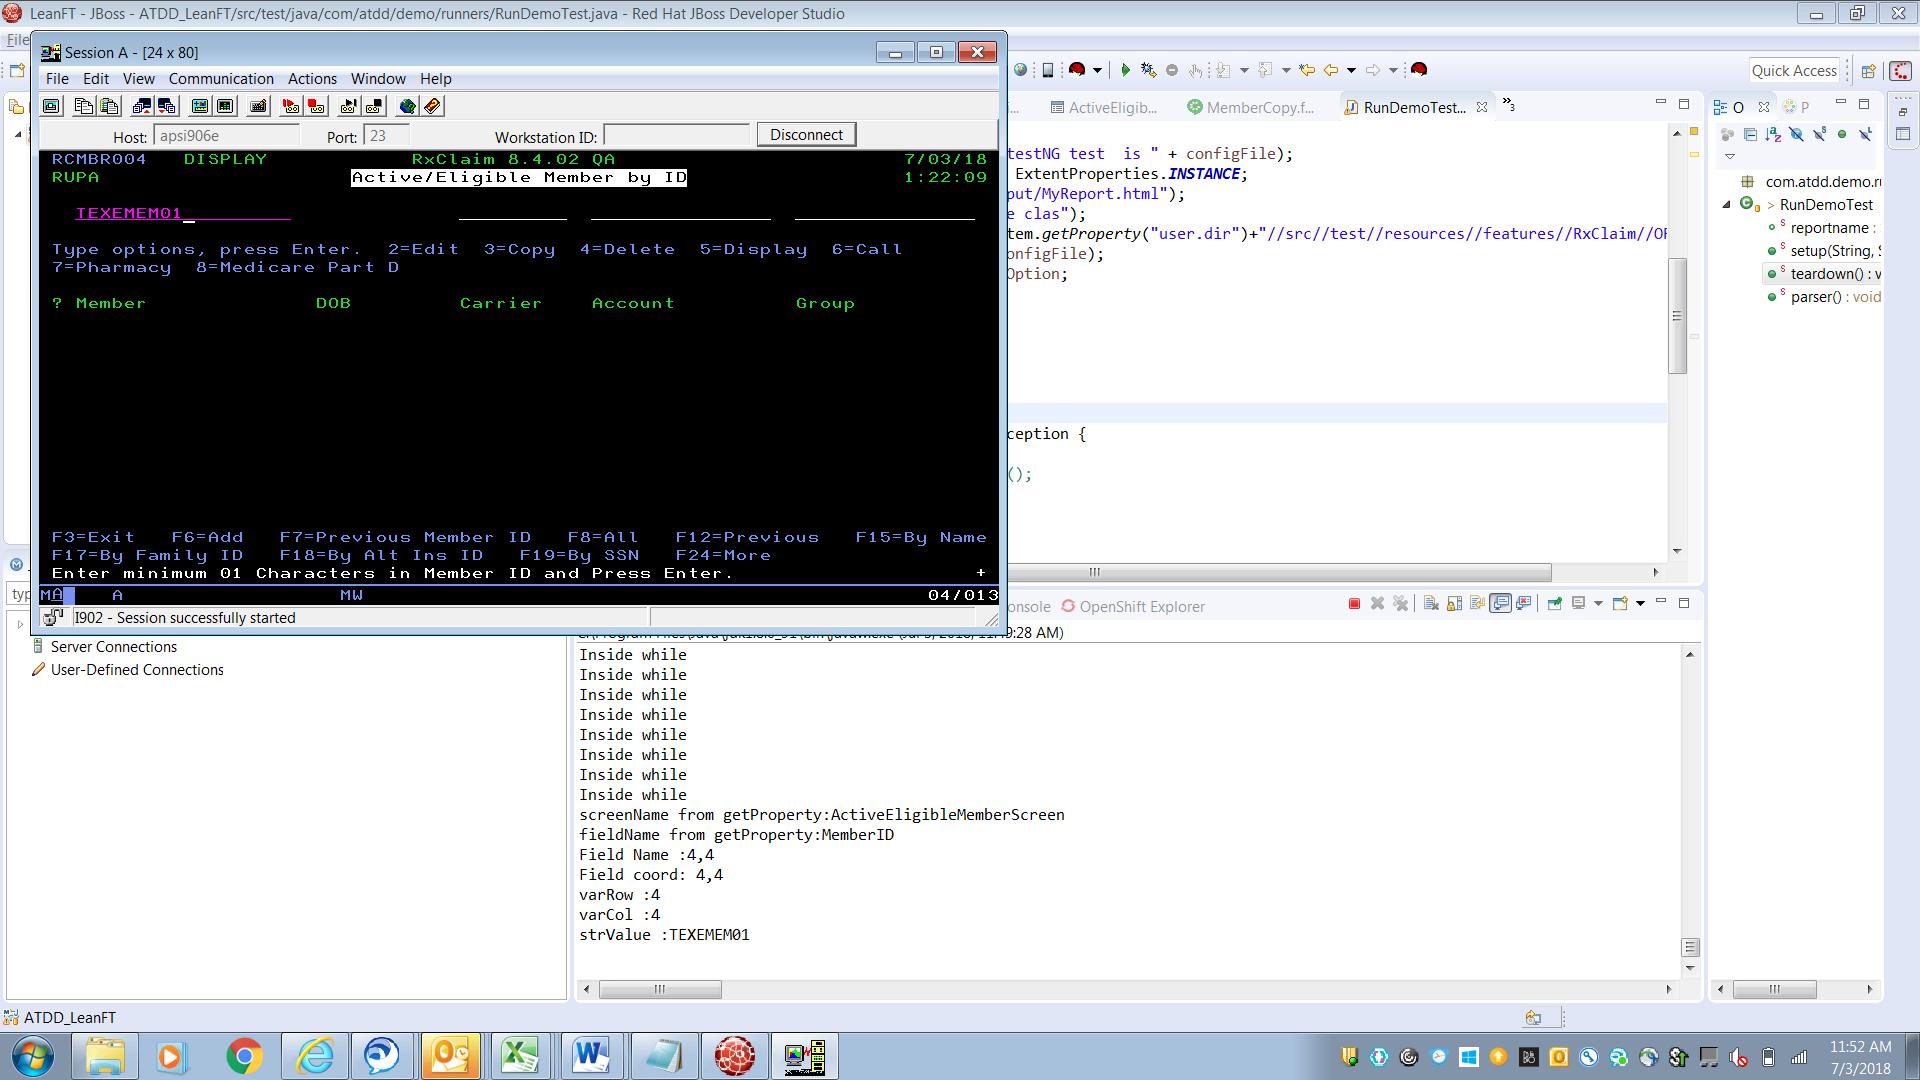 LeanFT - JBoss - ATDD_LeanFT/src/test/java/com/atdd/demo/runners/RunDemoTest.java - Red Hat JBoss Developer Studio
File
Session A - [24 x 80]
File Edit View Communication Actions Window Help
Host: apsi906e Port: 23 Workstation ID: Disconnect
RCMBR004 DISPLAY RxClaim 8.4.02 QA 7/03/18
RUPA Active/Eligible Member by ID 1:22:09
TEXEMEM01
Type options, press Enter. 2=Edit 3=Copy 4=Delete 5=Display 6=Call
7=Pharmacy 8=Medicare Part D
? Member DOB Carrier Account Group
F3=Exit F6=Add F7=Previous Member ID F8=All F12=Previous F15=By Name
F17=By Family ID F18=By Alt Ins ID F19=By SSN F24=More
Enter minimum 01 Characters in Member ID and Press Enter. +
MA A MW 04/013
I902 - Session successfully started
Quick Access
ActiveEligib... MemberCopy.f... RunDemoTest... »3
testNG test is " + configFile);
ExtentProperties.INSTANCE;
put/MyReport.html");
e clas");
tem.getProperty("user.dir")+"//src//test//resources//features//RxClaim//
onfigFile);
Option;
ception {
();
O P
com.atdd.demo.ru
> RunDemoTest
reportname :
setup(String, S
teardown() : v
parser() : void
Server Connections
User-Defined Connections
onsole OpenShift Explorer
Inside while
Inside while
Inside while
Inside while
Inside while
Inside while
Inside while
Inside while
screenName from getProperty:ActiveEligibleMemberScreen
fieldName from getProperty:MemberID
Field Name :4,4
Field coord: 4,4
varRow :4
varCol :4
strValue :TEXEMEM01
ATDD_LeanFT
11:52 AM
7/3/2018